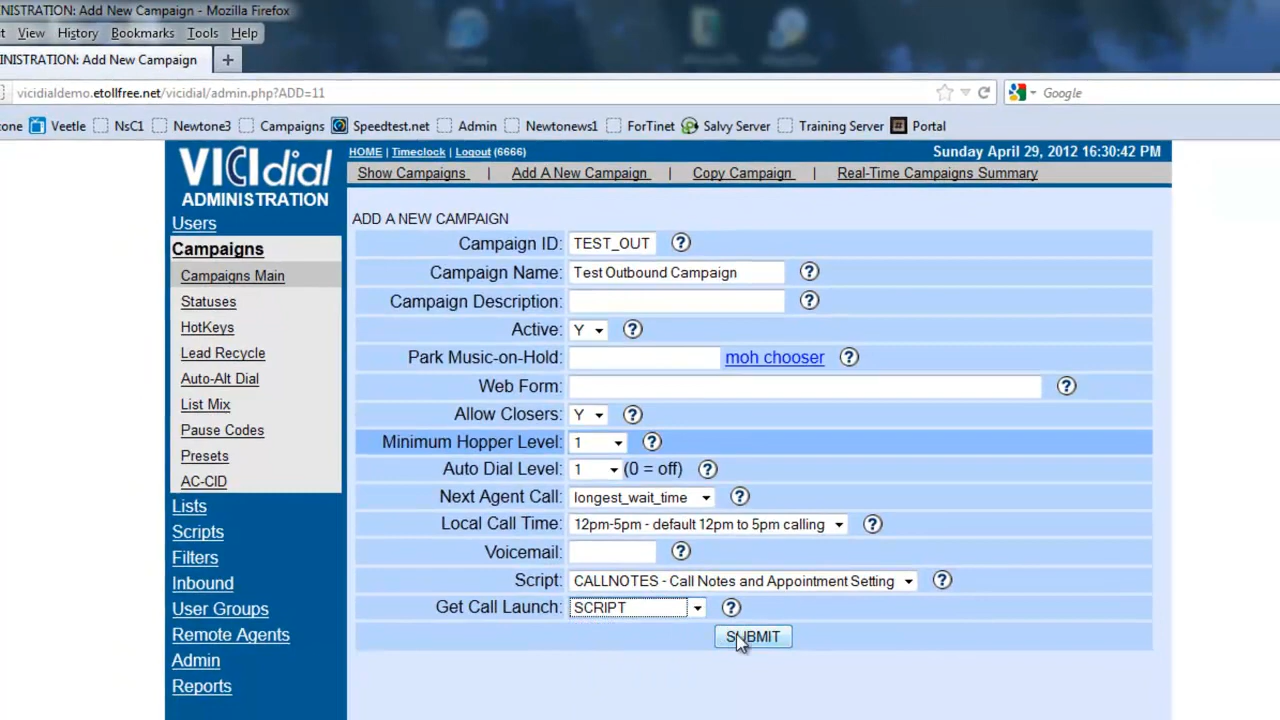 NISTRATION: Add New Campaign - Mozilla Firefox
t View History Bookmarks Tools Help
INISTRATION: Add New Campaign +
vicidialdemo.etollfree.net/vicidial/admin.php?ADD=11 Google
one Veetle NsC1 Newtone3 Campaigns Speedtest.net Admin Newtonews1 ForTinet Salvy Server Training Server Portal
VICIdial
ADMINISTRATION
HOME | Timeclock | Logout (6666) Sunday April 29, 2012 16:30:42 PM
Show Campaigns | Add A New Campaign | Copy Campaign | Real-Time Campaigns Summary
Users
Campaigns
Campaigns Main
Statuses
HotKeys
Lead Recycle
Auto-Alt Dial
List Mix
Pause Codes
Presets
AC-CID
Lists
Scripts
Filters
Inbound
User Groups
Remote Agents
Admin
Reports
ADD A NEW CAMPAIGN
Campaign ID: TEST_OUT ?
Campaign Name: Test Outbound Campaign ?
Campaign Description: ?
Active: Y ?
Park Music-on-Hold: moh chooser ?
Web Form: ?
Allow Closers: Y ?
Minimum Hopper Level: 1 ?
Auto Dial Level: 1 (0 = off) ?
Next Agent Call: longest_wait_time ?
Local Call Time: 12pm-5pm - default 12pm to 5pm calling ?
Voicemail: ?
Script: CALLNOTES - Call Notes and Appointment Setting ?
Get Call Launch: SCRIPT ?
SUBMIT